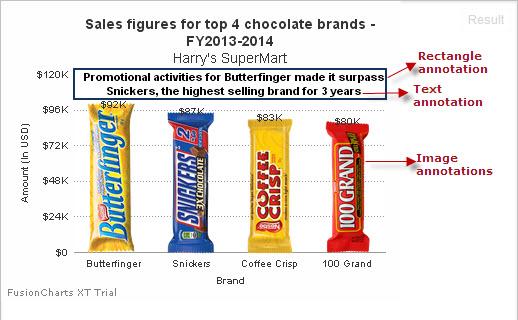 Result
Sales figures for top 4 chocolate brands -
FY2013-2014
Harry's SuperMart
Rectangle
annotation
$120K
Promotional activities for Butterfinger made it surpass
Snickers, the highest selling brand for 3 years
Text
annotation
$92K
$87K
$83K
$80K
$96K
$72K
$48K
$24K
$0
Amount (In USD)
Butterfinger
SNICKERS
2
3X CHOCOLATE
COFFEE
CRISP
100 GRAND
Image
annotations
Butterfinger
Snickers
Coffee Crisp
100 Grand
Brand
FusionCharts XT Trial